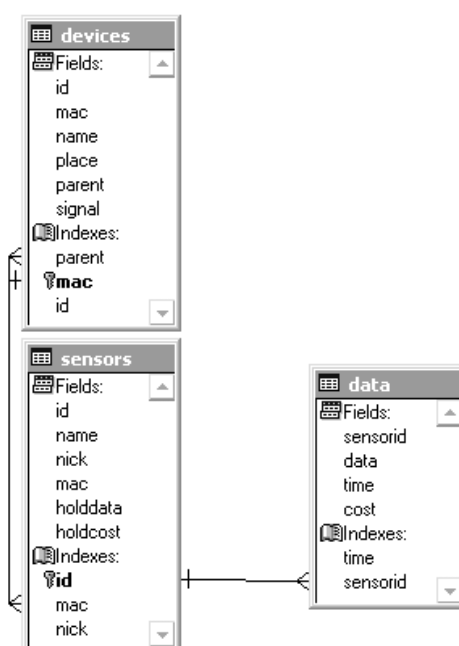 devices
Fields:
id
mac
name
place
parent
signal
Indexes:
parent
mac
id
sensors
Fields:
id
name
nick
mac
holddata
holdcost
Indexes:
id
mac
nick
data
Fields:
sensorid
data
time
cost
Indexes:
time
sensorid